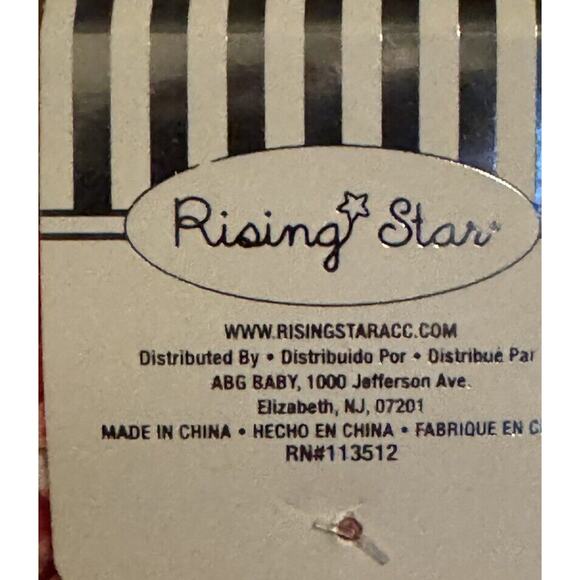 Rising Star
WWW.RISINGSTARACC.COM
Distributed By • Distribuido Por • Distribué Par
ABG BABY, 1000 Jefferson Ave.
Elizabeth, NJ, 07201
MADE IN CHINA • HECHO EN CHINA • FABRIQUE EN
RN#113512